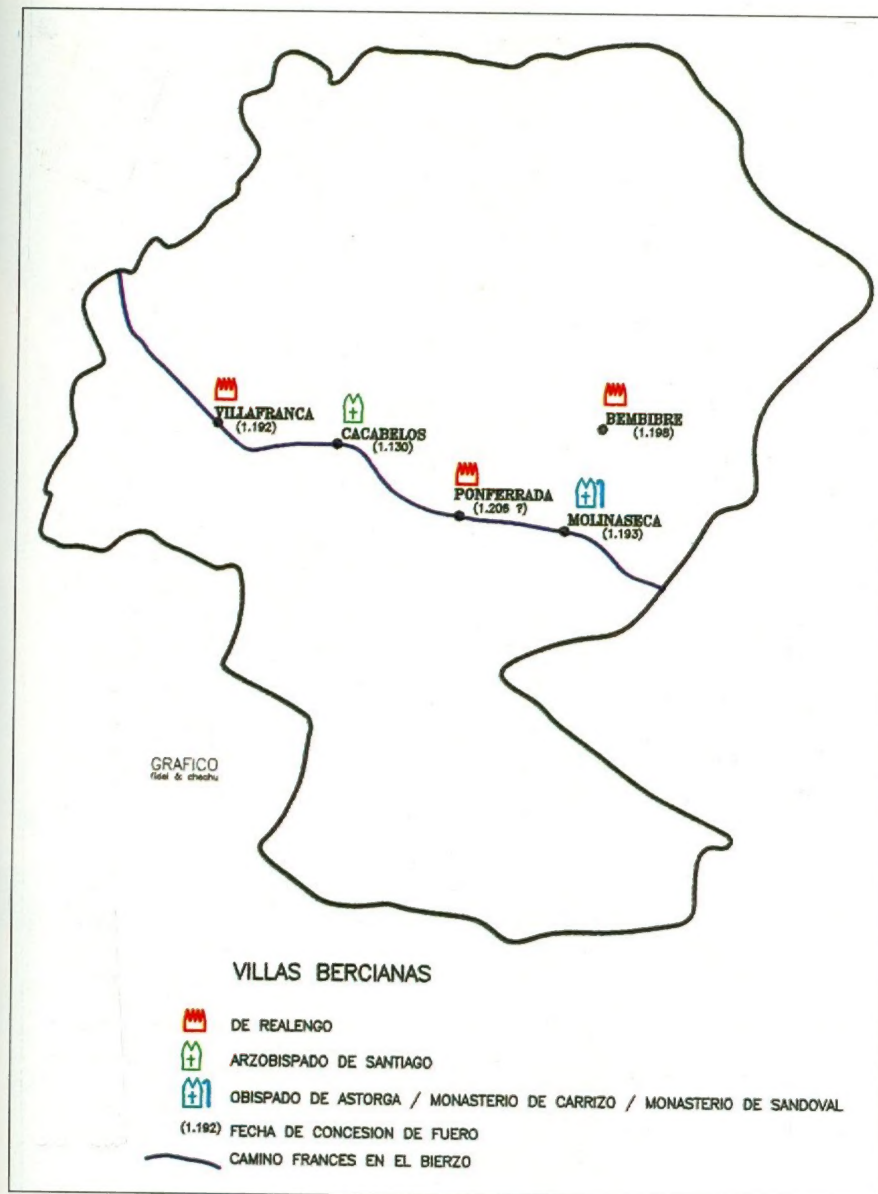 VILLAFRANCA
(1.192)
CACABELOS
(1.130)
BEMBIBRE
(1.198)
PONFERRADA
(1.206 ?)
MOLINASECA
(1.193)
GRAFICO
fidel & chechu
VILLAS BERCIANAS
DE REALENGO
ARZOBISPADO DE SANTIAGO
OBISPADO DE ASTORGA / MONASTERIO DE CARRIZO / MONASTERIO DE SANDOVAL
(1.192) FECHA DE CONCESION DE FUERO
CAMINO FRANCES EN EL BIERZO